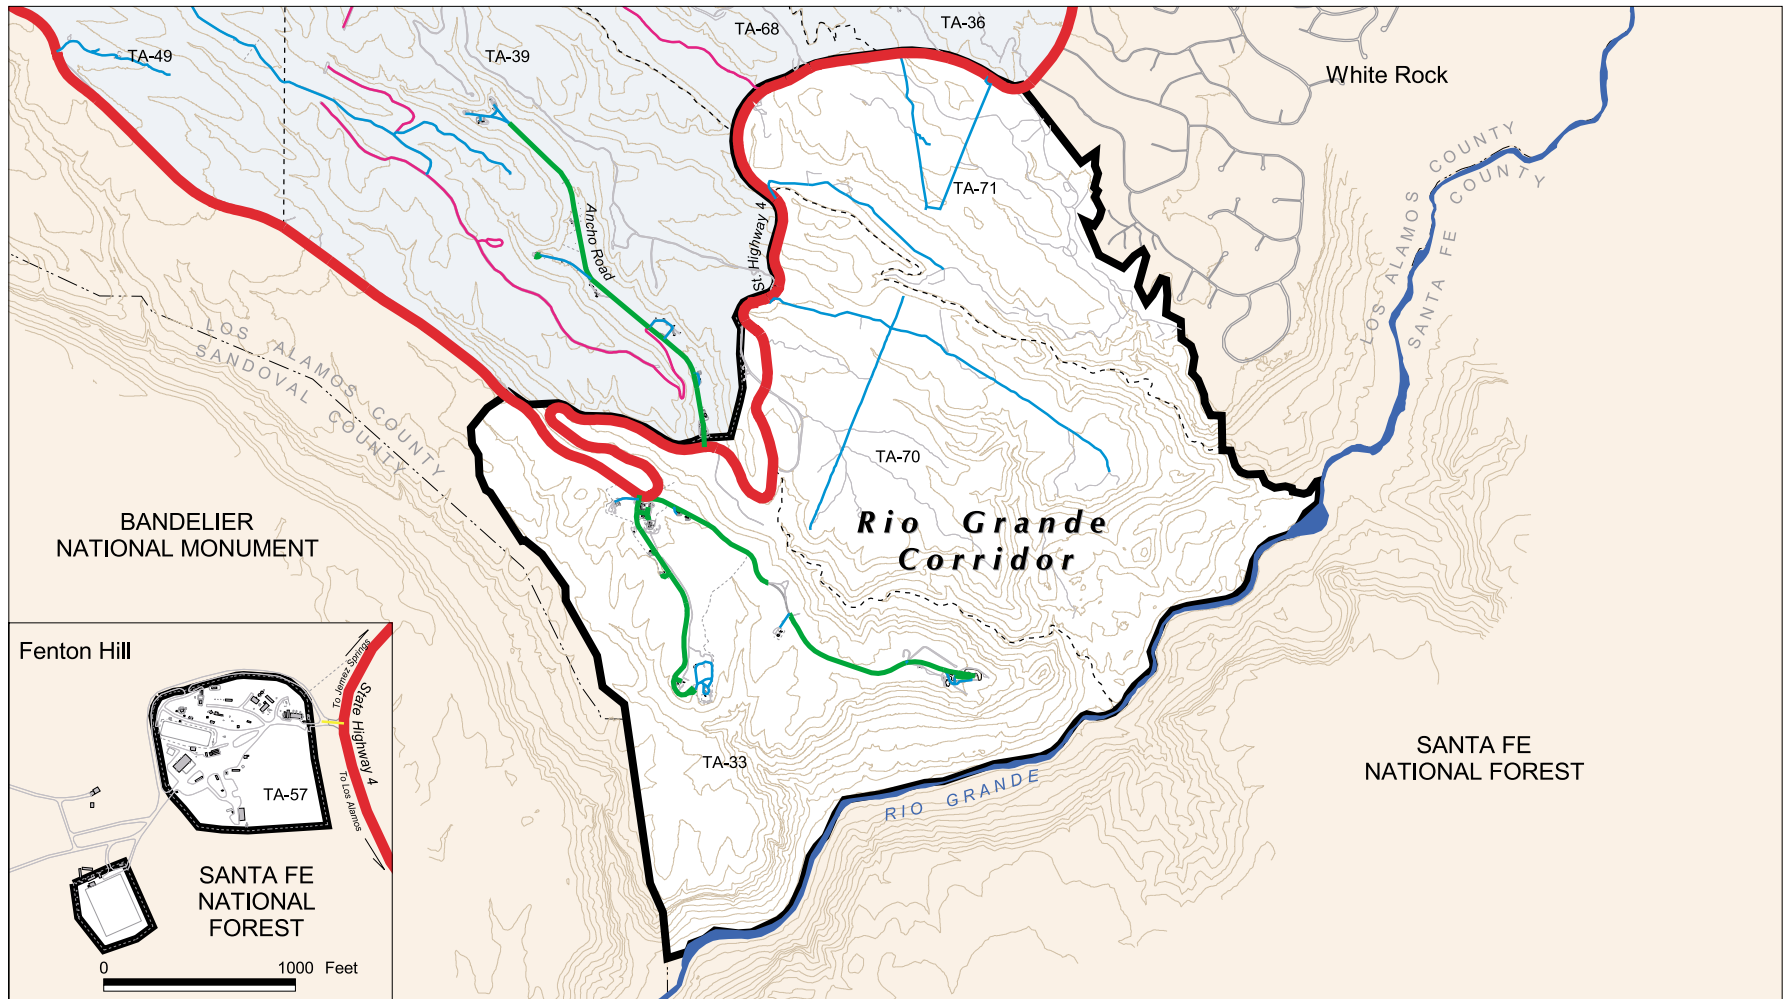 TA-49
TA-39
TA-68
TA-36
White Rock
Ancho Road
St. Highway 4
TA-71
LOS ALAMOS COUNTY
SANTA FE COUNTY
LOS ALAMOS COUNTY
SANDOVAL COUNTY
TA-70
Rio Grande
Corridor
BANDELIER
NATIONAL MONUMENT
TA-33
RIO GRANDE
SANTA FE
NATIONAL FOREST
Fenton Hill
To Jemez Springs
State Highway 4
To Los Alamos
TA-57
SANTA FE
NATIONAL
FOREST
0 1000 Feet